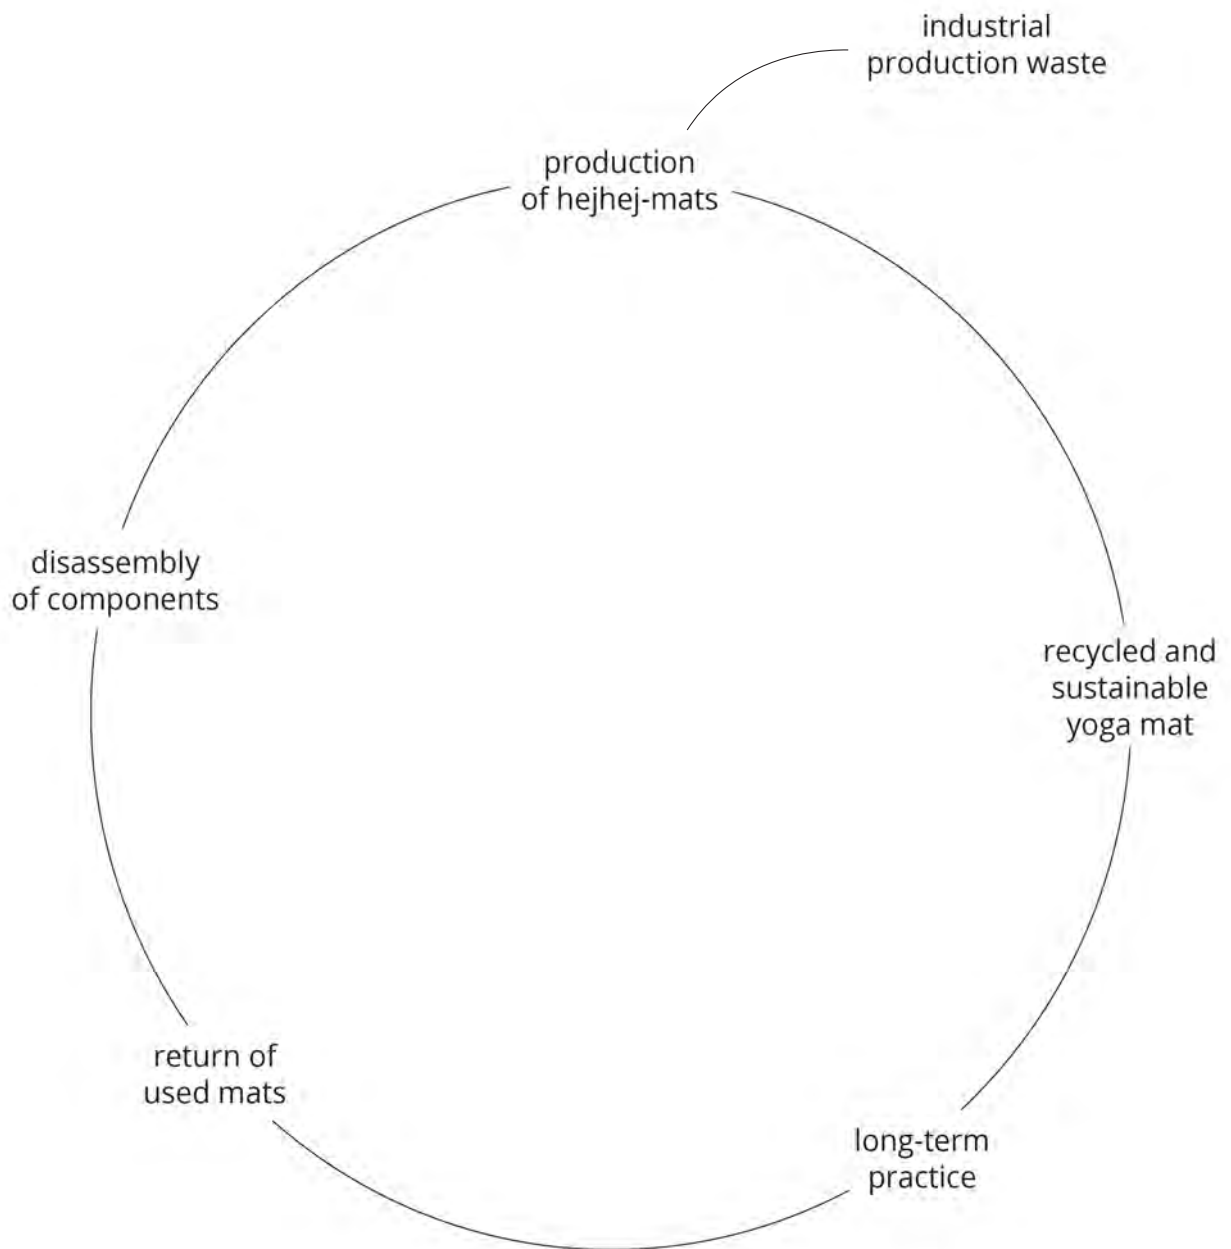 industrial
production waste
production
of hejhej-mats
disassembly
of components
recycled and
sustainable
yoga mat
return of
used mats
long-term
practice